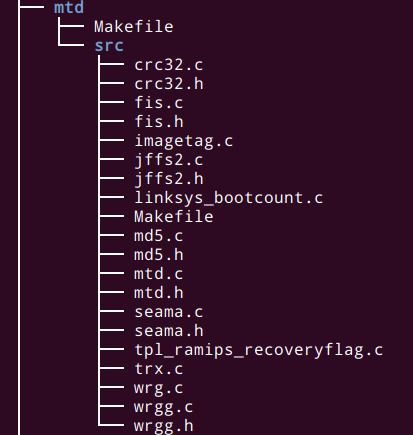 mtd
Makefile
src
crc32.c
crc32.h
fis.c
fis.h
imagetag.c
jffs2.c
jffs2.h
linksys_bootcount.c
Makefile
md5.c
md5.h
mtd.c
mtd.h
seama.c
seama.h
tpl_ramips_recoveryflag.c
trx.c
wrg.c
wrgg.c
wrgg.h